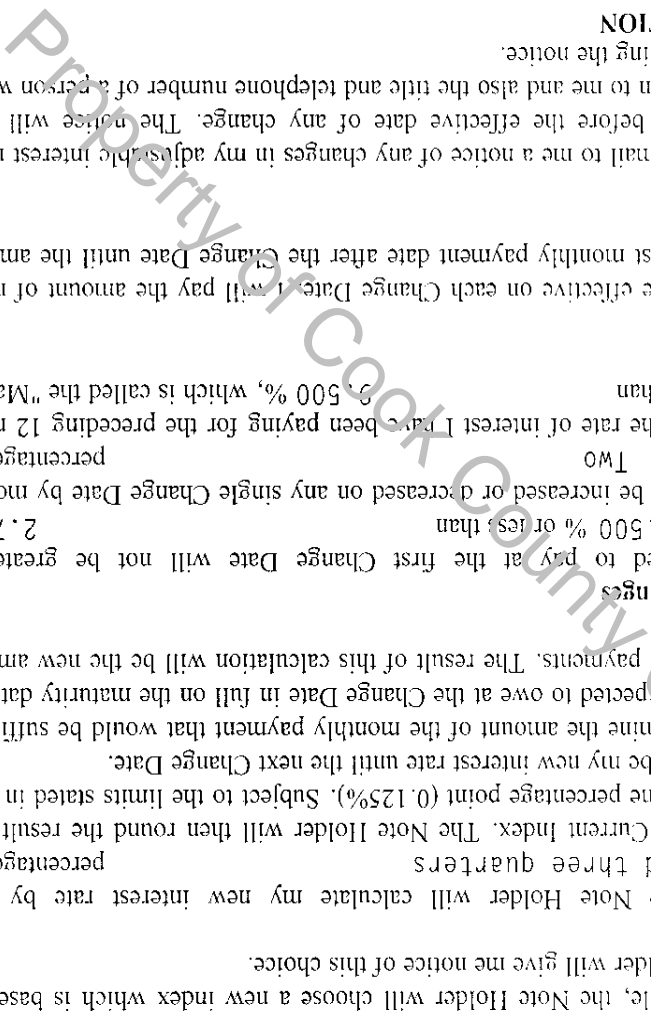 le, the Note Holder will choose a new index which is base
lder will give me notice of this choice.
Note Holder will calculate my new interest rate by
d three quarters percentage
Current Index. The Note Holder will then round the result
ne percentage point (0.125%). Subject to the limits stated in
be my new interest rate until the next Change Date.
mine the amount of the monthly payment that would be suffi
pected to owe at the Change Date in full on the maturity dat
payments. The result of this calculation will be the new am
nges
ed to pay at the first Change Date will not be greate
.500 % or less than 2.7
be increased or decreased on any single Change Date by mo
Two percentage
he rate of interest I have been paying for the preceding 12 m
han 9.500 %, which is called the "Ma
e effective on each Change Date. I will pay the amount of m
st monthly payment date after the Change Date until the am
mail to me a notice of any changes in my adjustable interest r
before the effective date of any change. The notice will
n to me and also the title and telephone number of a person w
ing the notice.
TION
Property of Cook County